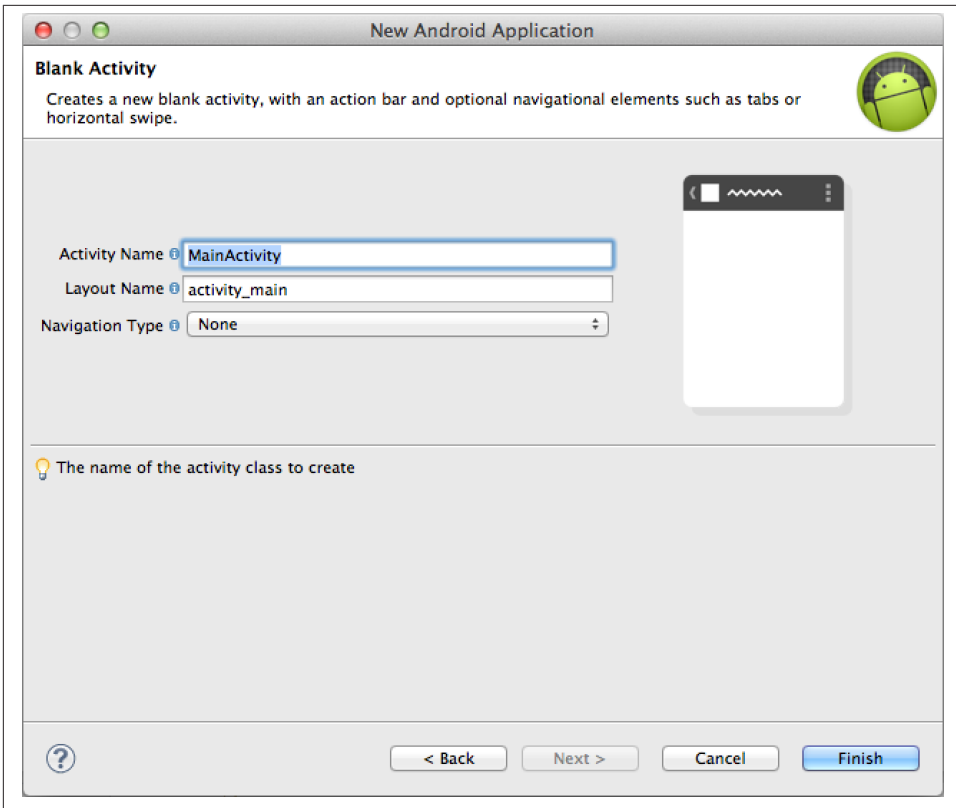 New Android Application
Blank Activity
Creates a new blank activity, with an action bar and optional navigational elements such as tabs or
horizontal swipe.
Activity Name MainActivity
Layout Name activity_main
Navigation Type None
The name of the activity class to create
?
< Back Next > Cancel Finish